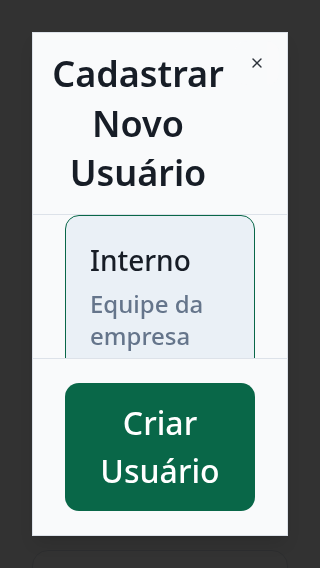 Cadastrar
Novo
Usuário
×
Interno
Equipe da
empresa
Criar
Usuário